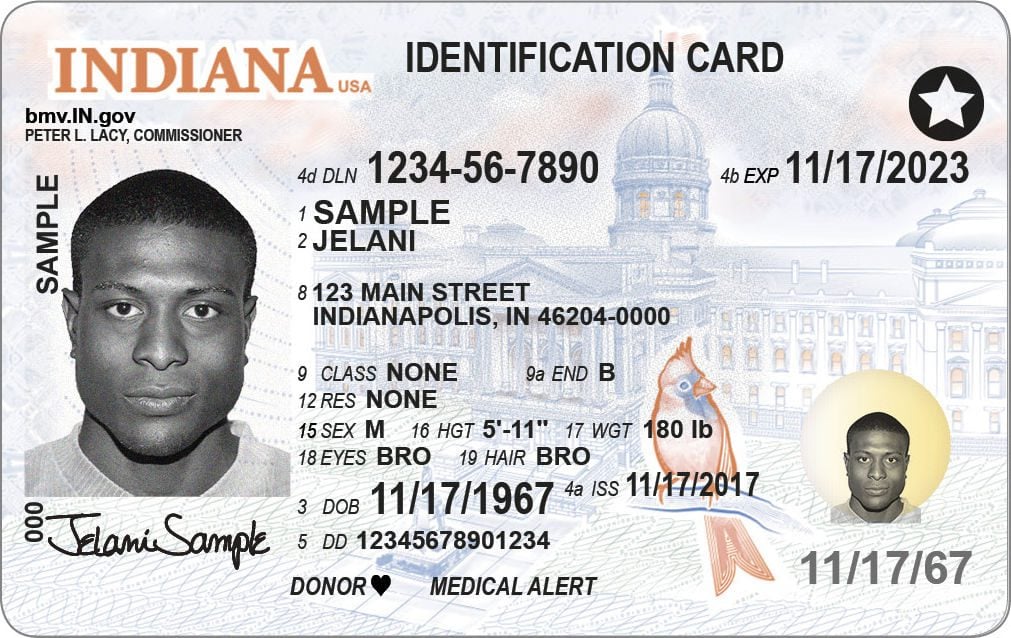 INDIANA USA
IDENTIFICATION CARD
bmv.IN.gov
PETER L. LACY, COMMISSIONER
SAMPLE
4d DLN 1234-56-7890
4b EXP 11/17/2023
1 SAMPLE
2 JELANI
8 123 MAIN STREET
INDIANAPOLIS, IN 46204-0000
9 CLASS NONE 9a END B
12 RES NONE
15 SEX M 16 HGT 5'-11" 17 WGT 180 lb
18 EYES BRO 19 HAIR BRO
3 DOB 11/17/1967 4a ISS 11/17/2017
000
Jelani Sample
5 DD 12345678901234
DONOR MEDICAL ALERT
11/17/67